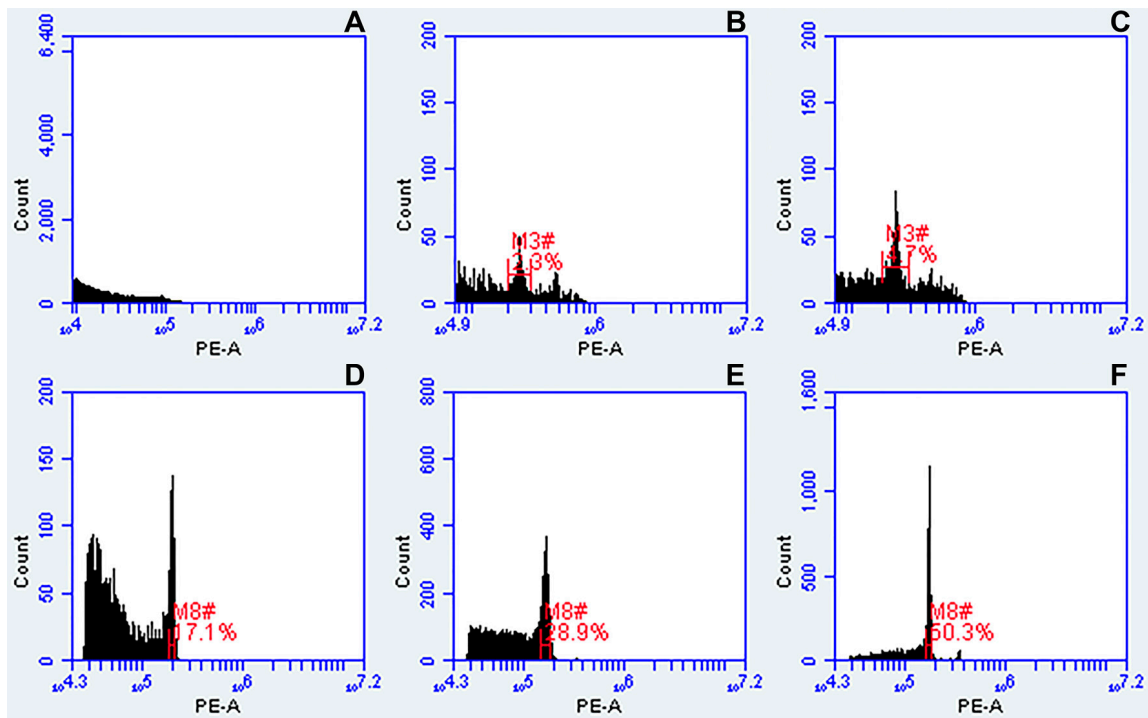 A
6,400
4,000
2,000
0
Count
10^4 10^5 10^6 10^7.2
PE-A
B
200
150
100
50
0
Count
M3#
10^4.9 10^6 10^7.2
PE-A
C
200
150
100
50
0
Count
M3#
10^4.9 10^6 10^7.2
PE-A
D
200
150
100
50
0
Count
M8#
17.1%
10^4.3 10^5 10^6 10^7.2
PE-A
E
800
600
400
200
0
Count
M8#
28.9%
10^4.3 10^5 10^6 10^7.2
PE-A
F
1,600
1,000
500
0
Count
M8#
10^4.3 10^5 10^6 10^7.2
PE-A